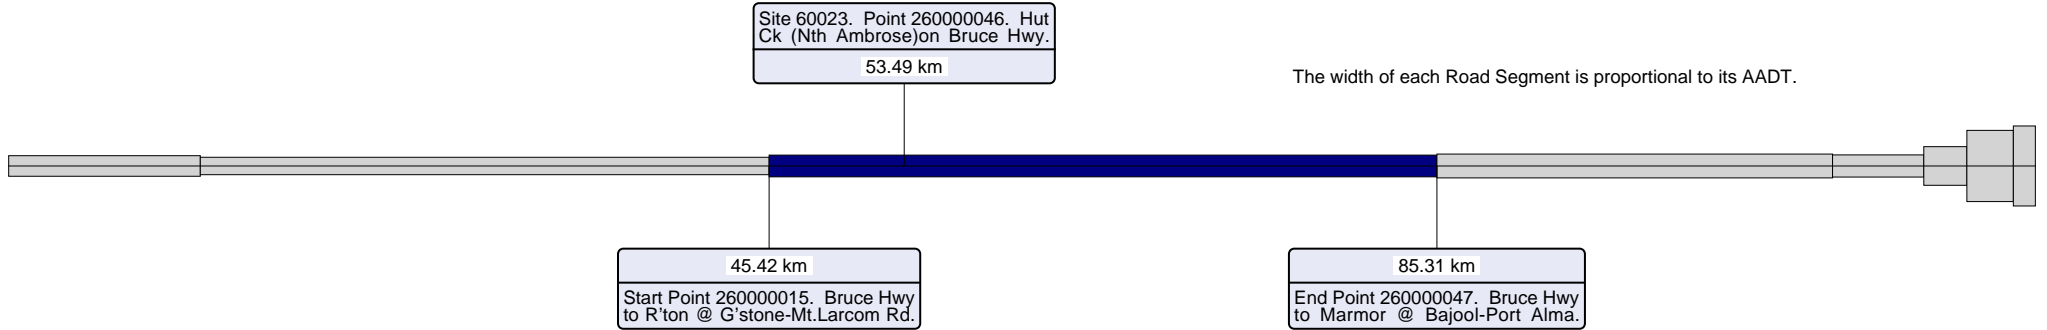 Site 60023. Point 260000046. Hut
Ck (Nth Ambrose)on Bruce Hwy.
53.49 km
The width of each Road Segment is proportional to its AADT.
45.42 km
Start Point 260000015. Bruce Hwy
to R'ton @ G'stone-Mt.Larcom Rd.
85.31 km
End Point 260000047. Bruce Hwy
to Marmor @ Bajool-Port Alma.